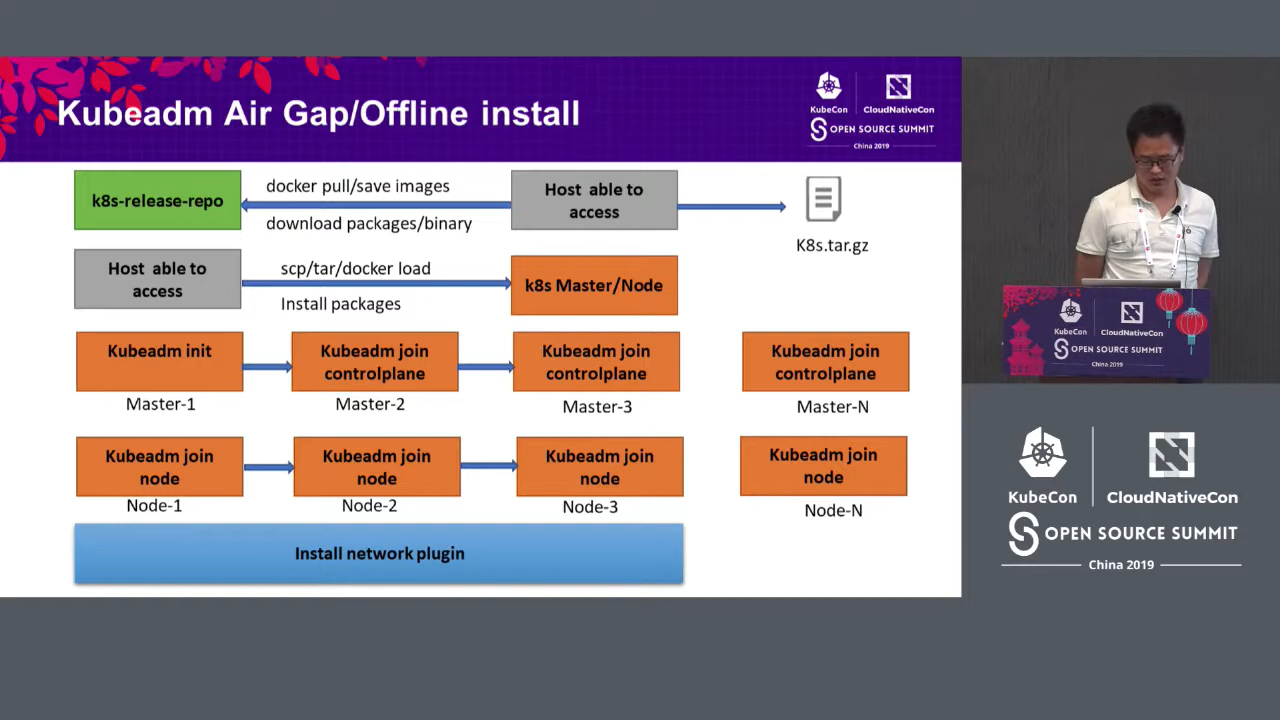 Kubeadm Air Gap/Offline install
KubeCon
CloudNativeCon
OPEN SOURCE SUMMIT
China 2019
k8s-release-repo
docker pull/save images
download packages/binary
Host able to
access
K8s.tar.gz
Host able to
access
scp/tar/docker load
Install packages
k8s Master/Node
Kubeadm init
Kubeadm join
controlplane
Kubeadm join
controlplane
Kubeadm join
controlplane
Master-1
Master-2
Master-3
Master-N
Kubeadm join
node
Kubeadm join
node
Kubeadm join
node
Kubeadm join
node
Node-1
Node-2
Node-3
Node-N
Install network plugin
KubeCon
CloudNativeCon
OPEN SOURCE SUMMIT
China 2019
KubeCon
CloudNativeCon
OPEN SOURCE SUMMIT
China 2019